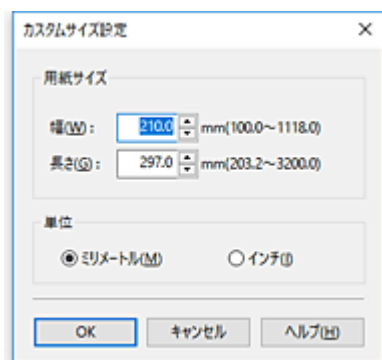 カスタムサイズ設定
用紙サイズ
幅(W): 210.0 mm(100.0～1118.0)
長さ(G): 297.0 mm(203.2～3200.0)
単位
ミリメートル(M) インチ(I)
OK キャンセル ヘルプ(H)